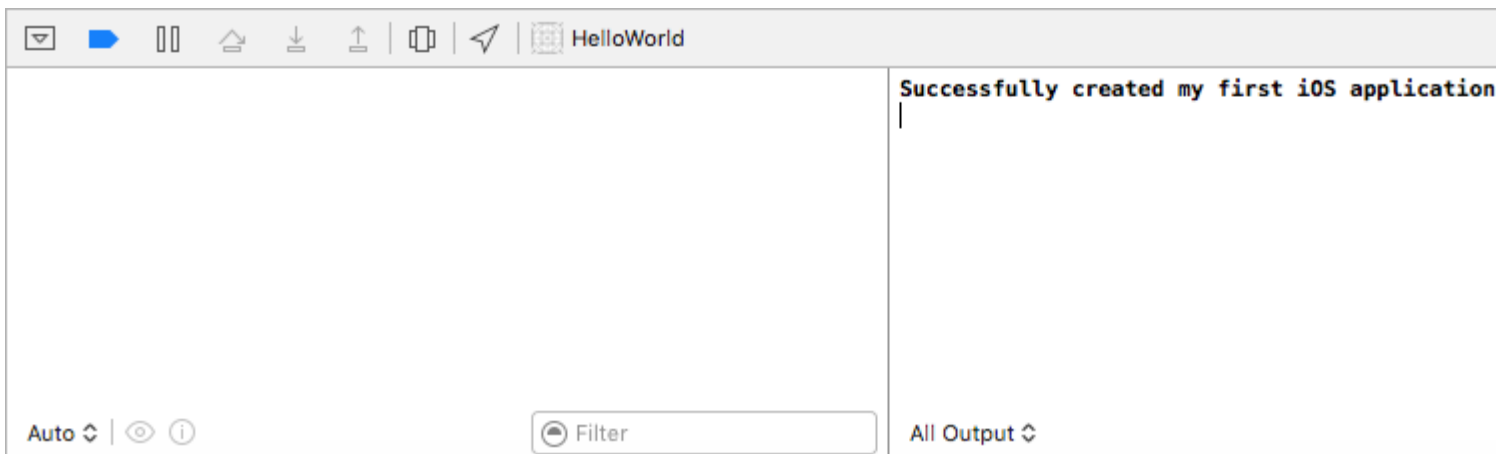 HelloWorld
Successfully created my first iOS application
Auto
Filter
All Output